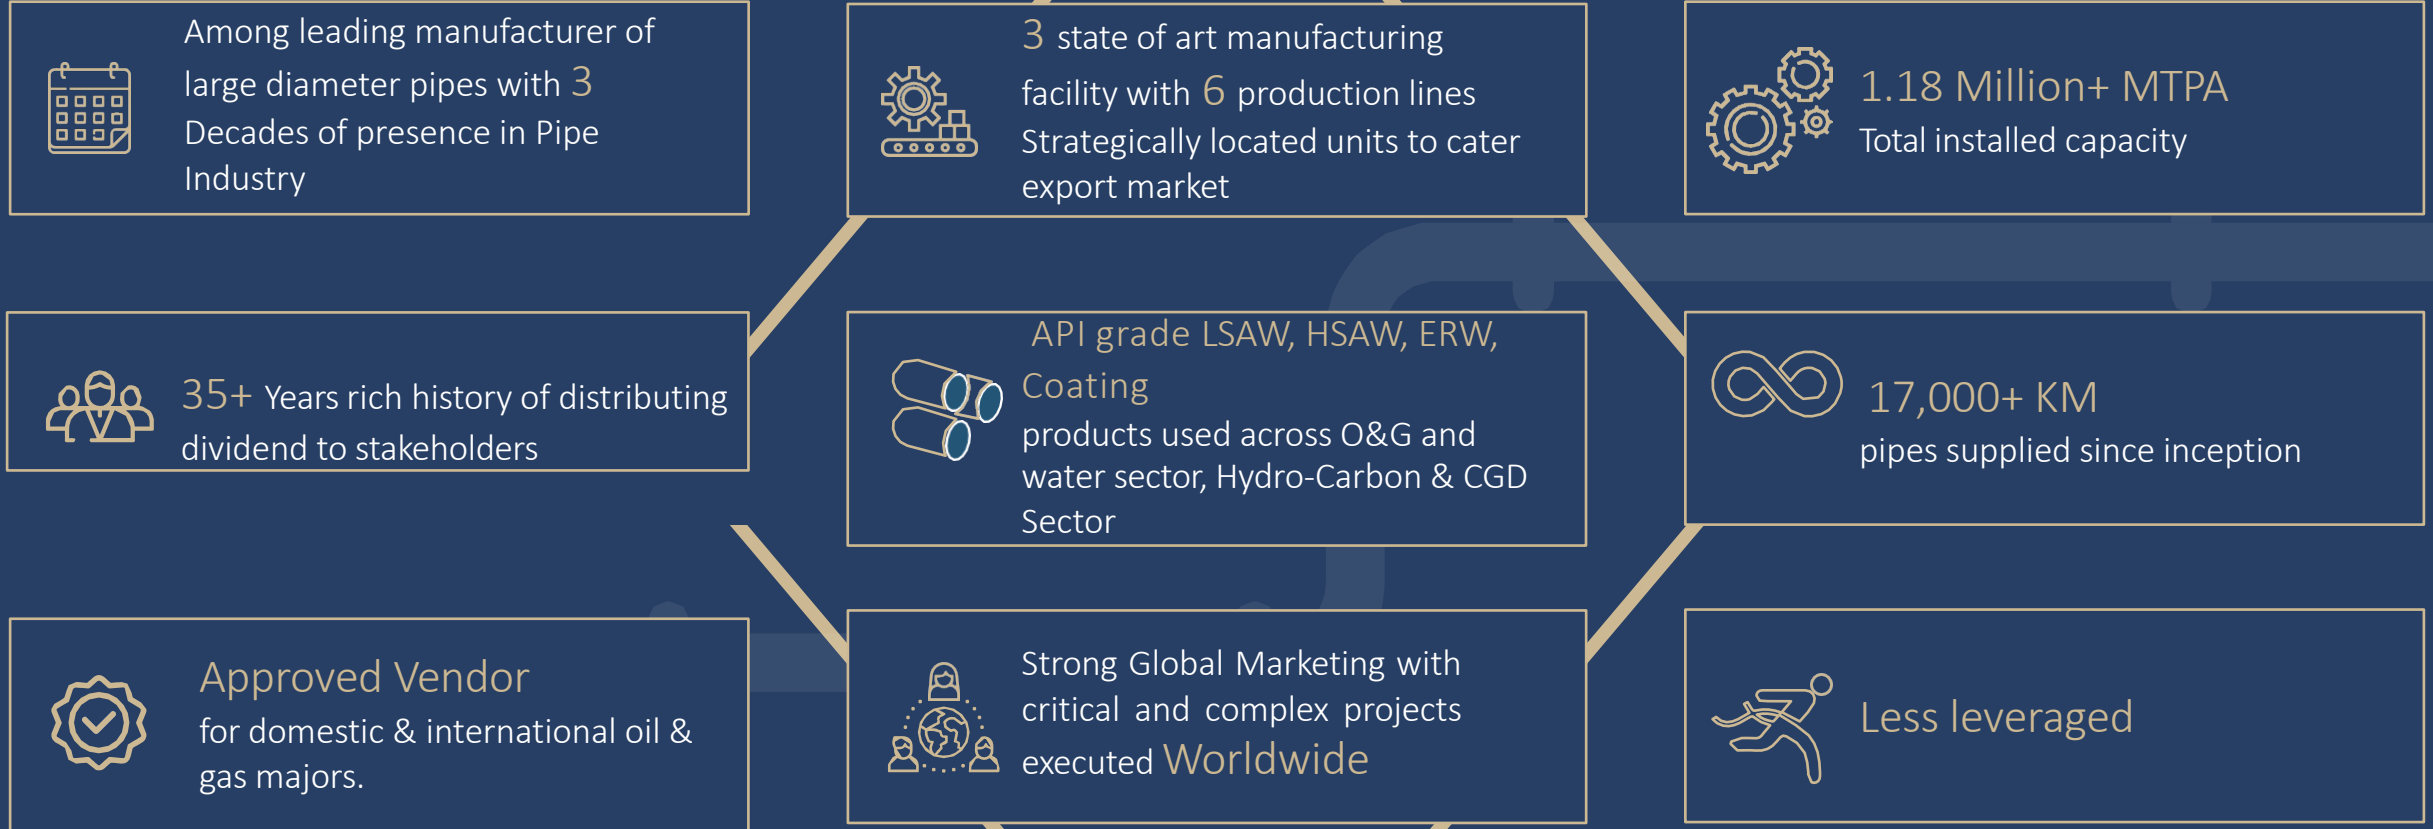 Among leading manufacturer of
large diameter pipes with 3
Decades of presence in Pipe
Industry
3 state of art manufacturing
facility with 6 production lines
Strategically located units to cater
export market
1.18 Million+ MTPA
Total installed capacity
35+ Years rich history of distributing
dividend to stakeholders
API grade LSAW, HSAW, ERW,
Coating
products used across O&G and
water sector, Hydro-Carbon & CGD
Sector
17,000+ KM
pipes supplied since inception
Approved Vendor
for domestic & international oil &
gas majors.
Strong Global Marketing with
critical and complex projects
executed Worldwide
Less leveraged